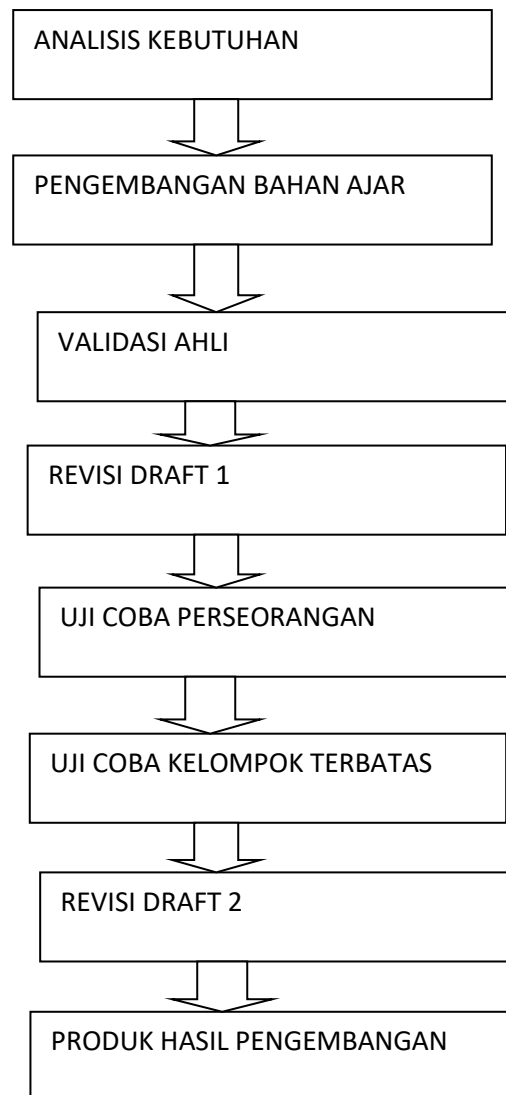 ANALISIS KEBUTUHAN
PENGEMBANGAN BAHAN AJAR
VALIDASI AHLI
REVISI DRAFT 1
UJI COBA PERSEORANGAN
UJI COBA KELOMPOK TERBATAS
REVISI DRAFT 2
PRODUK HASIL PENGEMBANGAN